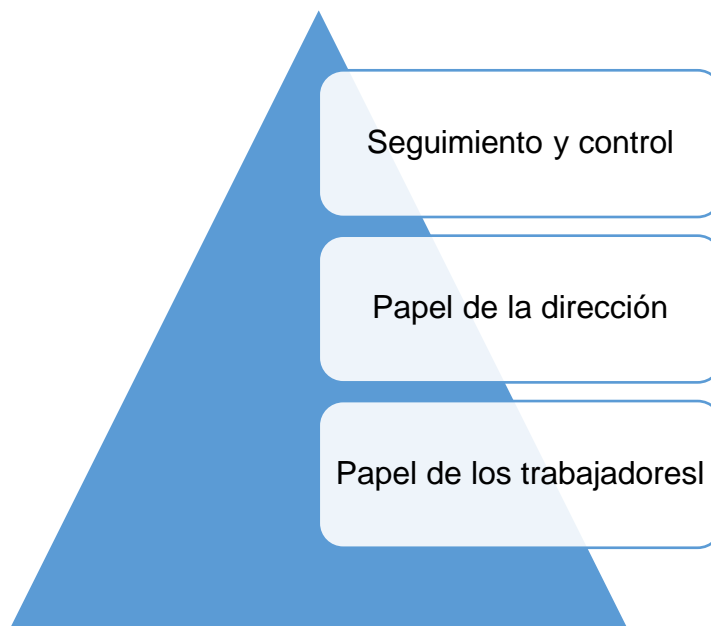 Seguimiento y control
Papel de la dirección
Papel de los trabajadoresl